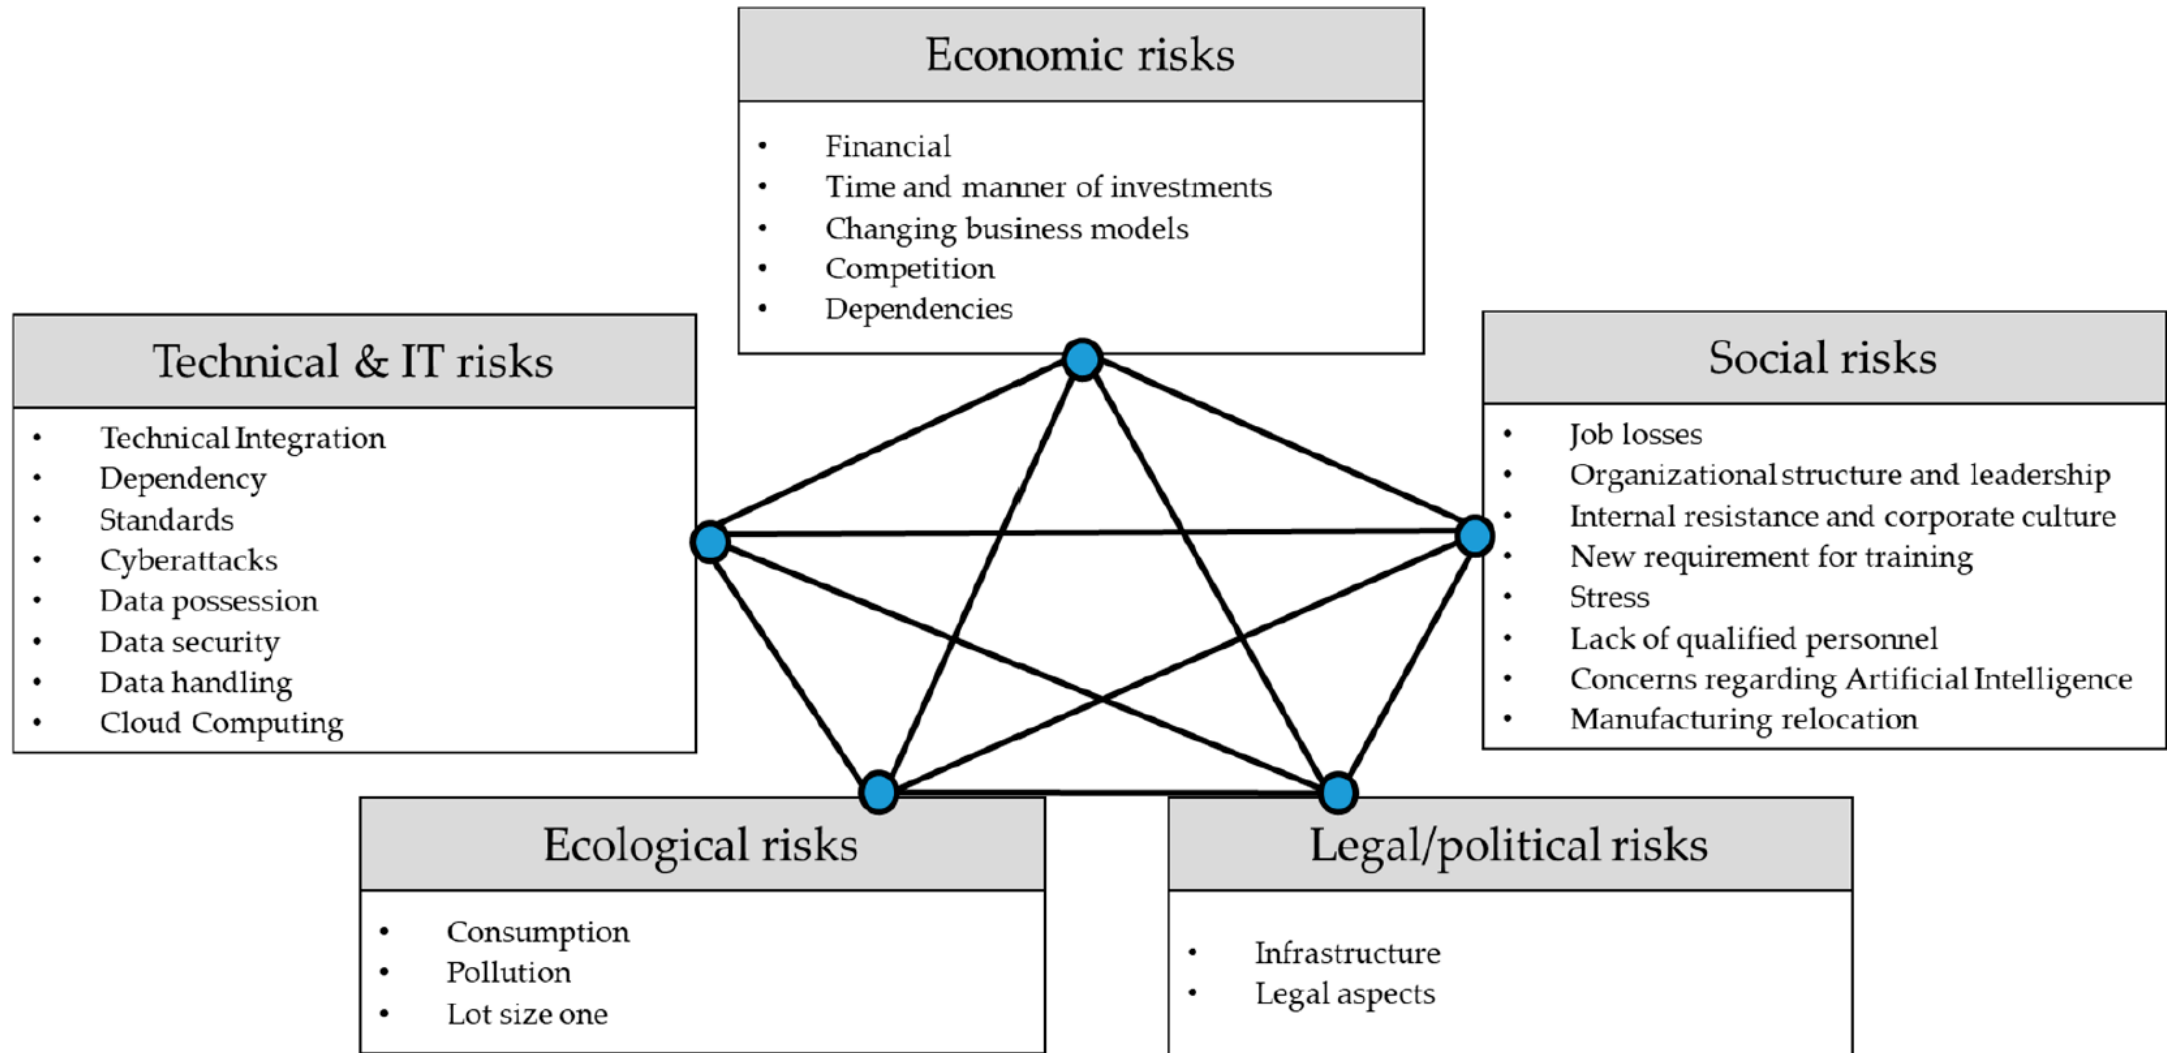 Economic risks
• Financial
• Time and manner of investments
• Changing business models
• Competition
• Dependencies
Technical & IT risks
• Technical Integration
• Dependency
• Standards
• Cyberattacks
• Data possession
• Data security
• Data handling
• Cloud Computing
Social risks
• Job losses
• Organizational structure and leadership
• Internal resistance and corporate culture
• New requirement for training
• Stress
• Lack of qualified personnel
• Concerns regarding Artificial Intelligence
• Manufacturing relocation
Ecological risks
• Consumption
• Pollution
• Lot size one
Legal/political risks
• Infrastructure
• Legal aspects